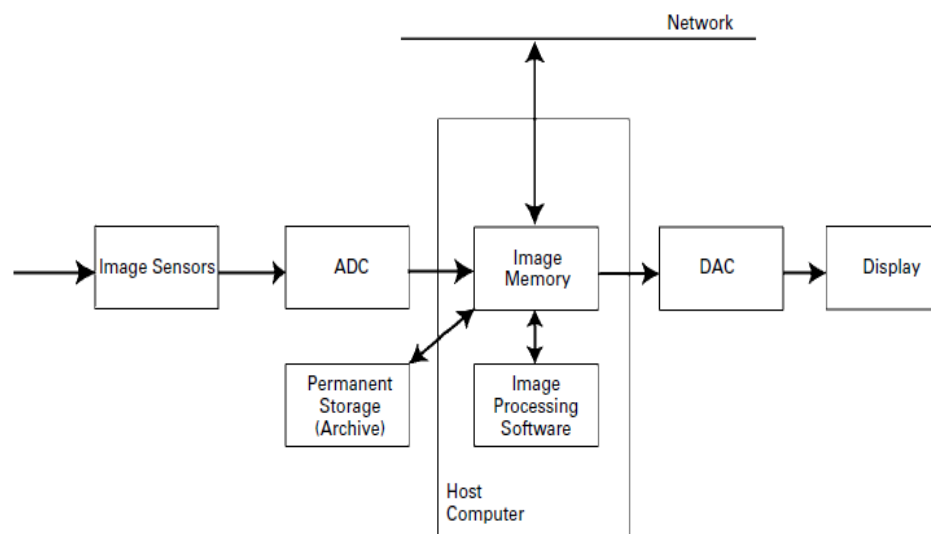 Network
Image Sensors
ADC
Image
Memory
DAC
Display
Permanent
Storage
(Archive)
Image
Processing
Software
Host
Computer